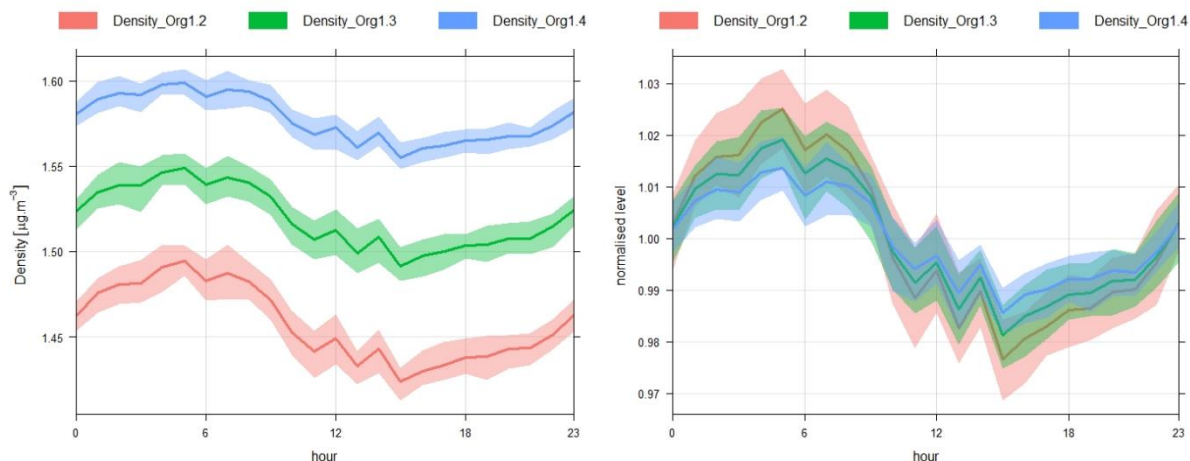 Density_Org1.2 Density_Org1.3 Density_Org1.4
1.60
1.55
1.50
1.45
Density [μg.m⁻³]
0 6 12 18 23
hour
Density_Org1.2 Density_Org1.3 Density_Org1.4
1.03
1.02
1.01
1.00
0.99
0.98
0.97
normalised level
0 6 12 18 23
hour